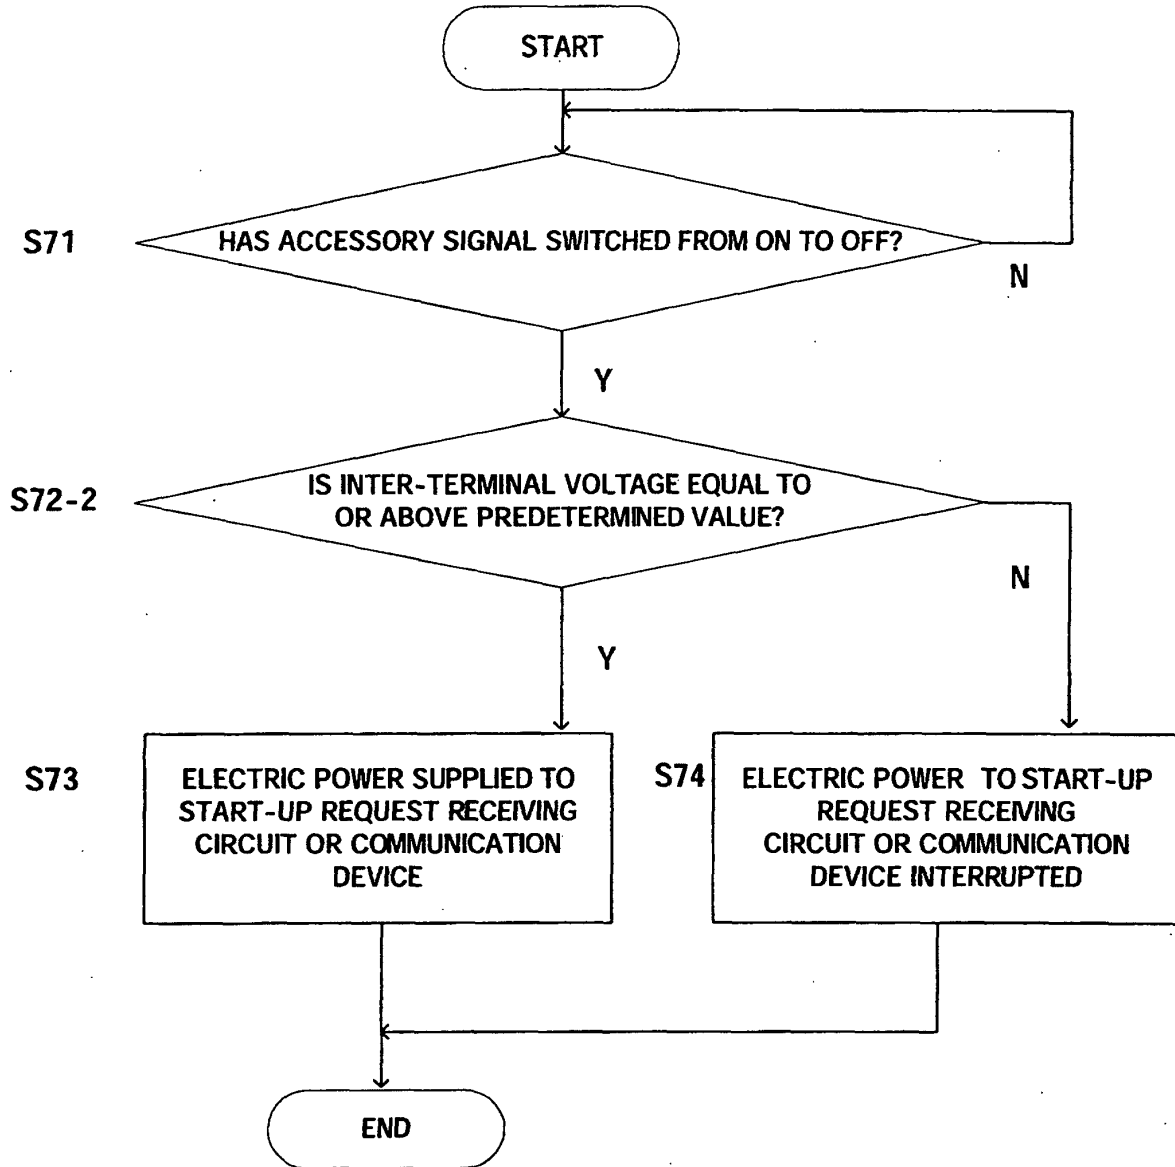 START
S71
HAS ACCESSORY SIGNAL SWITCHED FROM ON TO OFF?
N
Y
S72-2
IS INTER-TERMINAL VOLTAGE EQUAL TO
OR ABOVE PREDETERMINED VALUE?
N
Y
S73
ELECTRIC POWER SUPPLIED TO
START-UP REQUEST RECEIVING
CIRCUIT OR COMMUNICATION
DEVICE
S74
ELECTRIC POWER TO START-UP
REQUEST RECEIVING
CIRCUIT OR COMMUNICATION
DEVICE INTERRUPTED
END